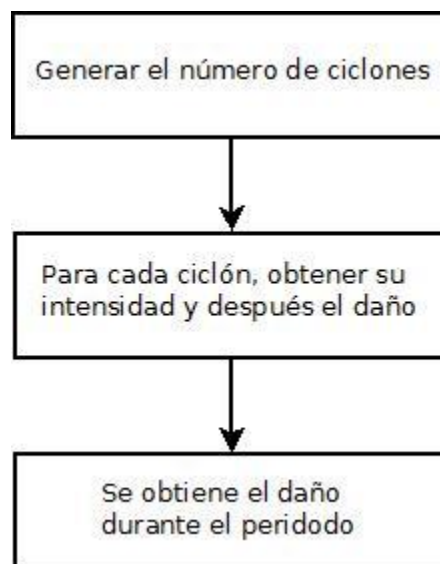 Generar el número de ciclones
Para cada ciclón, obtener su
intensidad y después el daño
Se obtiene el daño
durante el peridodo